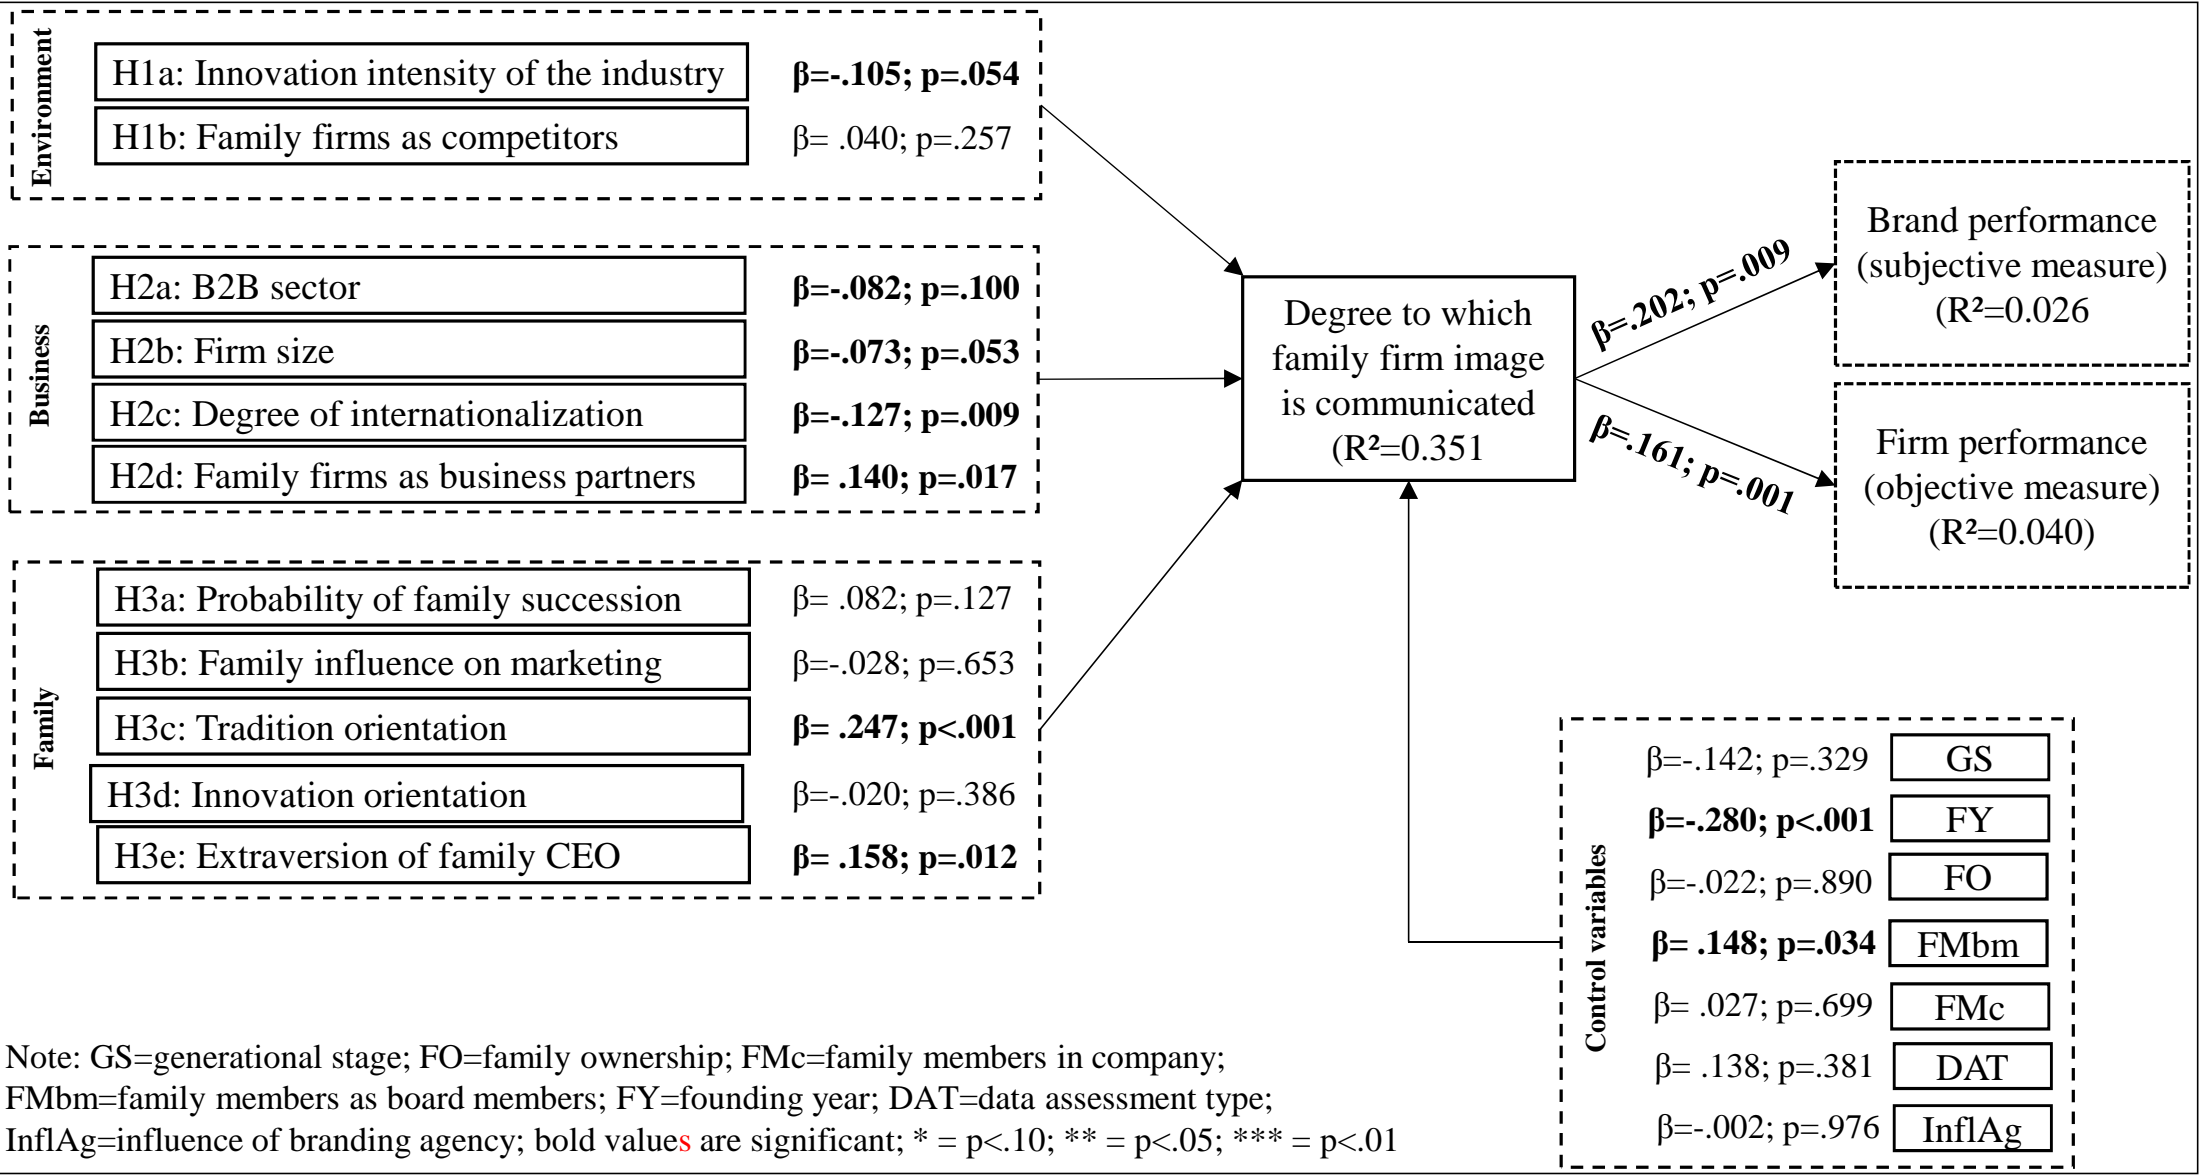 Environment
H1a: Innovation intensity of the industry
β=-.105; p=.054
H1b: Family firms as competitors
β= .040; p=.257
Business
H2a: B2B sector
β=-.082; p=.100
H2b: Firm size
β=-.073; p=.053
H2c: Degree of internationalization
β=-.127; p=.009
H2d: Family firms as business partners
β= .140; p=.017
Family
H3a: Probability of family succession
β= .082; p=.127
H3b: Family influence on marketing
β=-.028; p=.653
H3c: Tradition orientation
β= .247; p<.001
H3d: Innovation orientation
β=-.020; p=.386
H3e: Extraversion of family CEO
β= .158; p=.012
Degree to which
family firm image
is communicated
(R²=0.351
β=.202; p=.009
β=.161; p=.001
Brand performance
(subjective measure)
(R²=0.026
Firm performance
(objective measure)
(R²=0.040)
Control variables
β=-.142; p=.329
GS
β=-.280; p<.001
FY
β=-.022; p=.890
FO
β= .148; p=.034
FMbm
β= .027; p=.699
FMc
β= .138; p=.381
DAT
β=-.002; p=.976
InflAg
Note: GS=generational stage; FO=family ownership; FMc=family members in company;
FMbm=family members as board members; FY=founding year; DAT=data assessment type;
InflAg=influence of branding agency; bold values are significant; * = p<.10; ** = p<.05; *** = p<.01